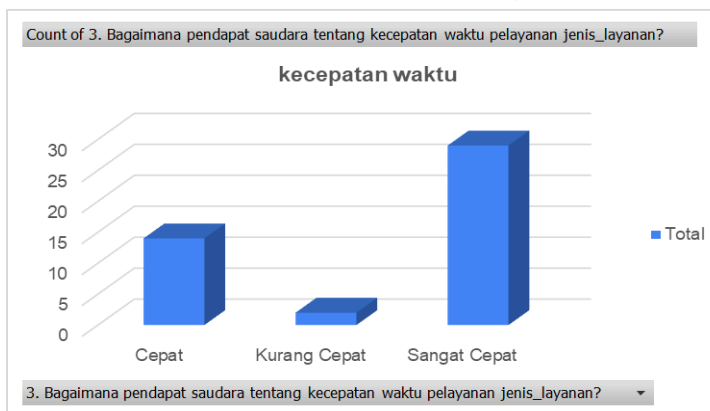 Count of 3. Bagaimana pendapat saudara tentang kecepatan waktu pelayanan jenis_layanan?
kecepatan waktu
30
25
20
15
10
5
0
Cepat
Kurang Cepat
Sangat Cepat
Total
3. Bagaimana pendapat saudara tentang kecepatan waktu pelayanan jenis_layanan?